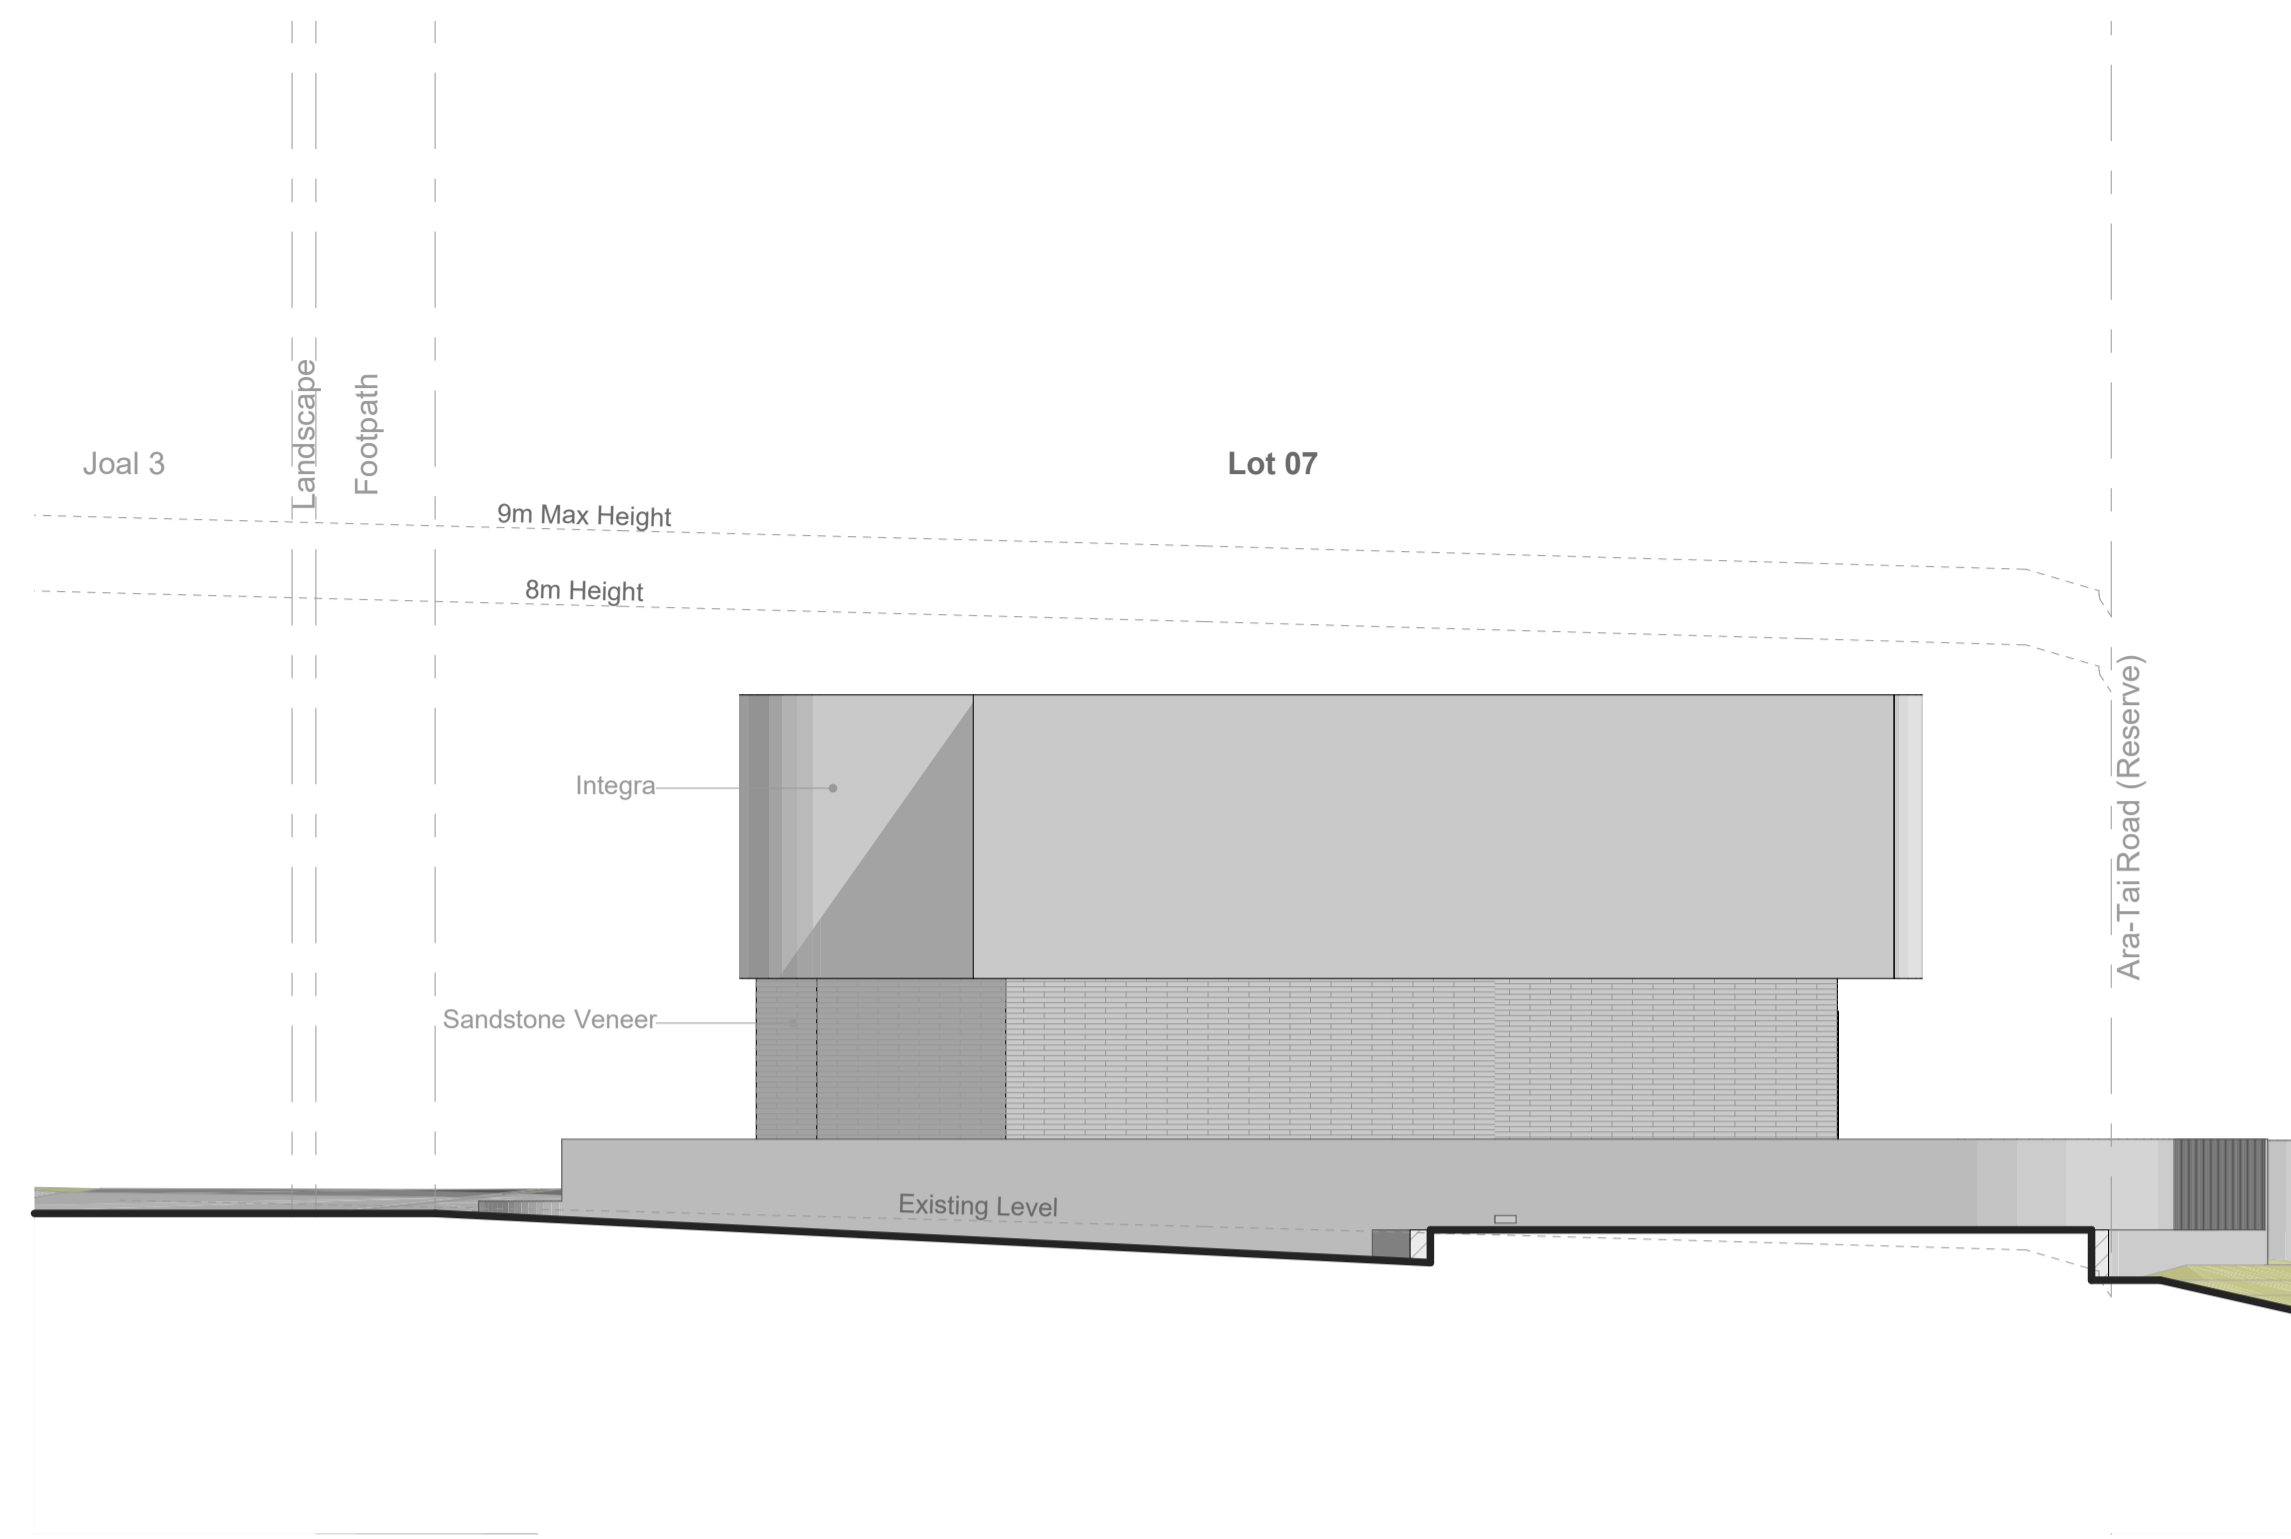 Landscape
Footpath
Joal 3
Lot 07
9m Max Height
8m Height
Ara-Tai Road (Reserve)
Integra
Sandstone Veneer
Existing Level